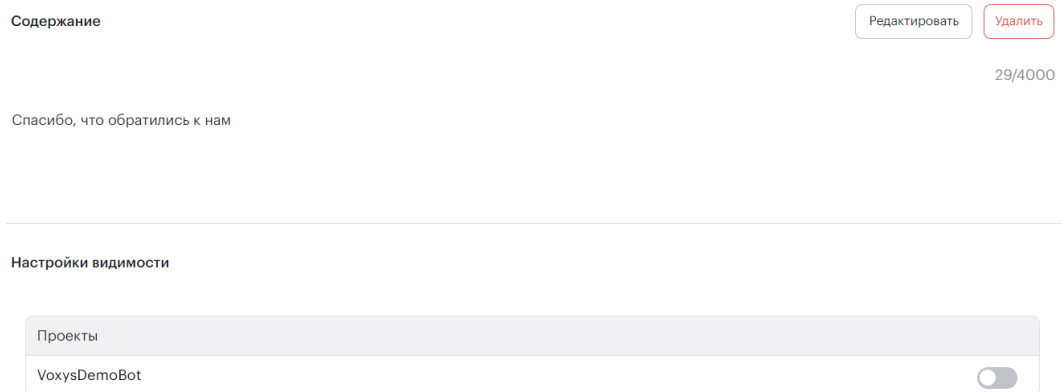 Содержание
Редактировать
Удалить
29/4000
Спасибо, что обратились к нам
Настройки видимости
Проекты
VoxysDemoBot